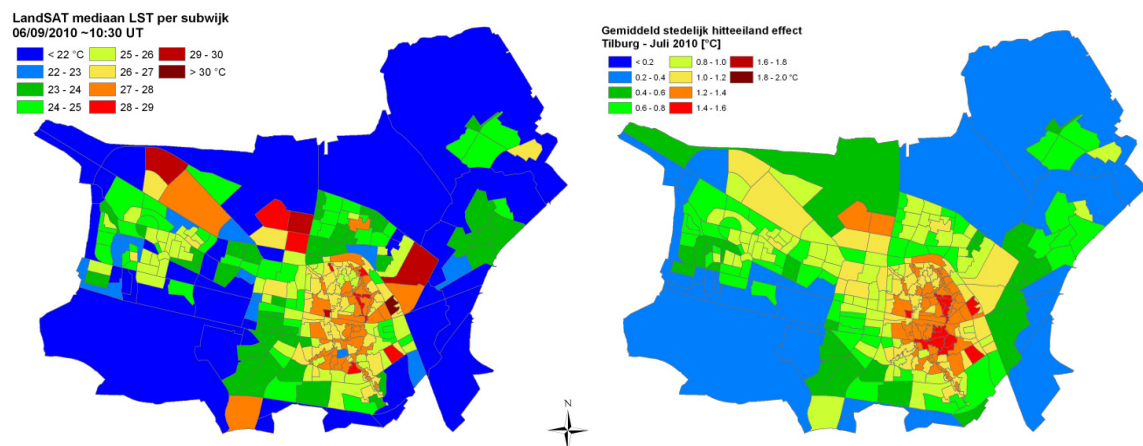 LandSAT mediaan LST per subwijk
06/09/2010 ~10:30 UT
< 22 °C
22 - 23
23 - 24
24 - 25
25 - 26
26 - 27
27 - 28
28 - 29
29 - 30
> 30 °C
Gemiddeld stedelijk hitteeiland effect
Tilburg - Juli 2010 [°C]
< 0.2
0.2 - 0.4
0.4 - 0.6
0.6 - 0.8
0.8 - 1.0
1.0 - 1.2
1.2 - 1.4
1.4 - 1.6
1.6 - 1.8
1.8 - 2.0 °C
N